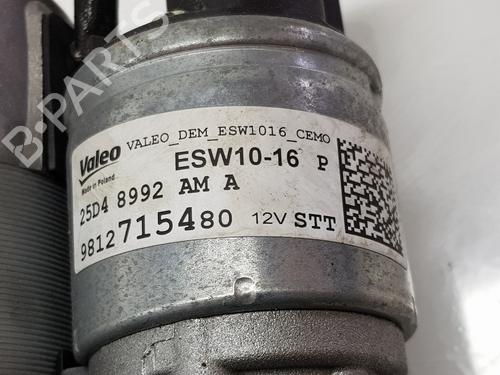 B-PARTS
Valeo VALEO_DEM_ESW1016_CEMO
Made in Poland ESW10-16 P
25D4 8992 AM A
9812715480 12V STT
C